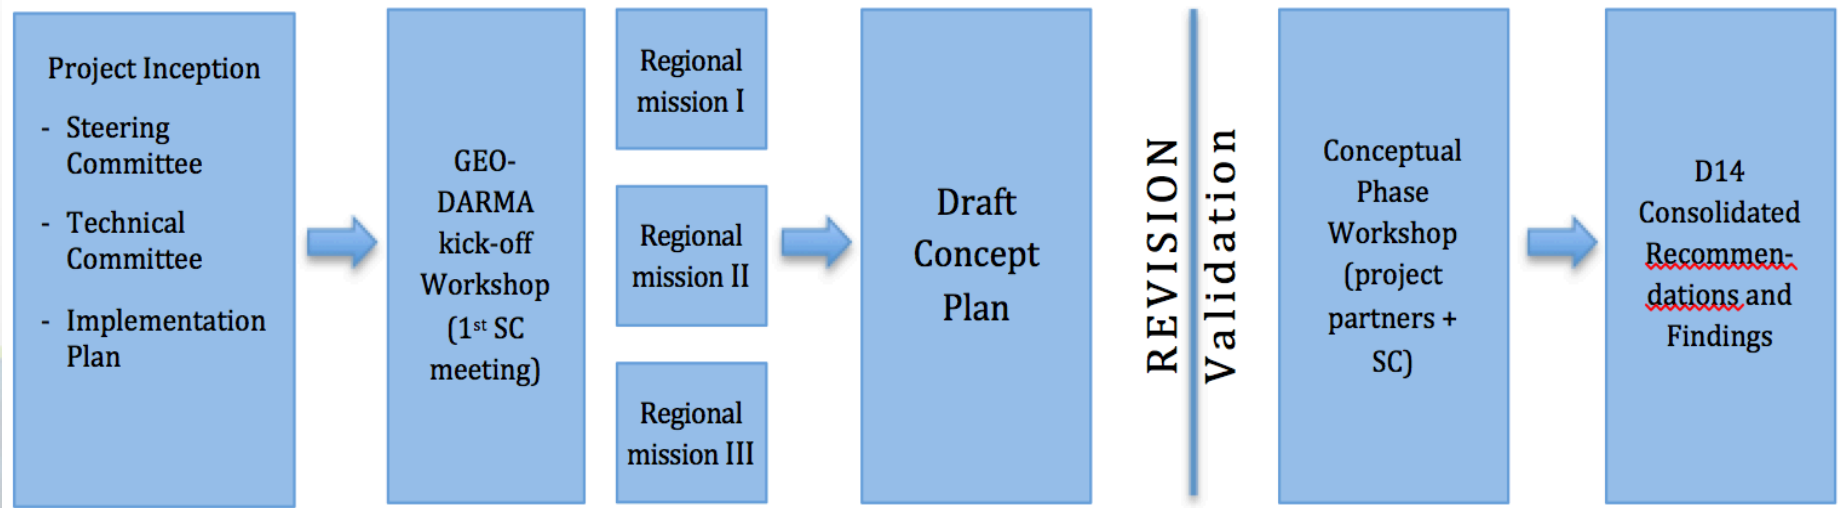 Project Inception
- Steering
Committee
- Technical
Committee
- Implementation
Plan
GEO-
DARMA
kick-off
Workshop
(1st SC
meeting)
Regional
mission I
Regional
mission II
Regional
mission III
Draft
Concept
Plan
REVISION
Validation
Conceptual
Phase
Workshop
(project
partners +
SC)
D14
Consolidated
Recommen-
dations and
Findings